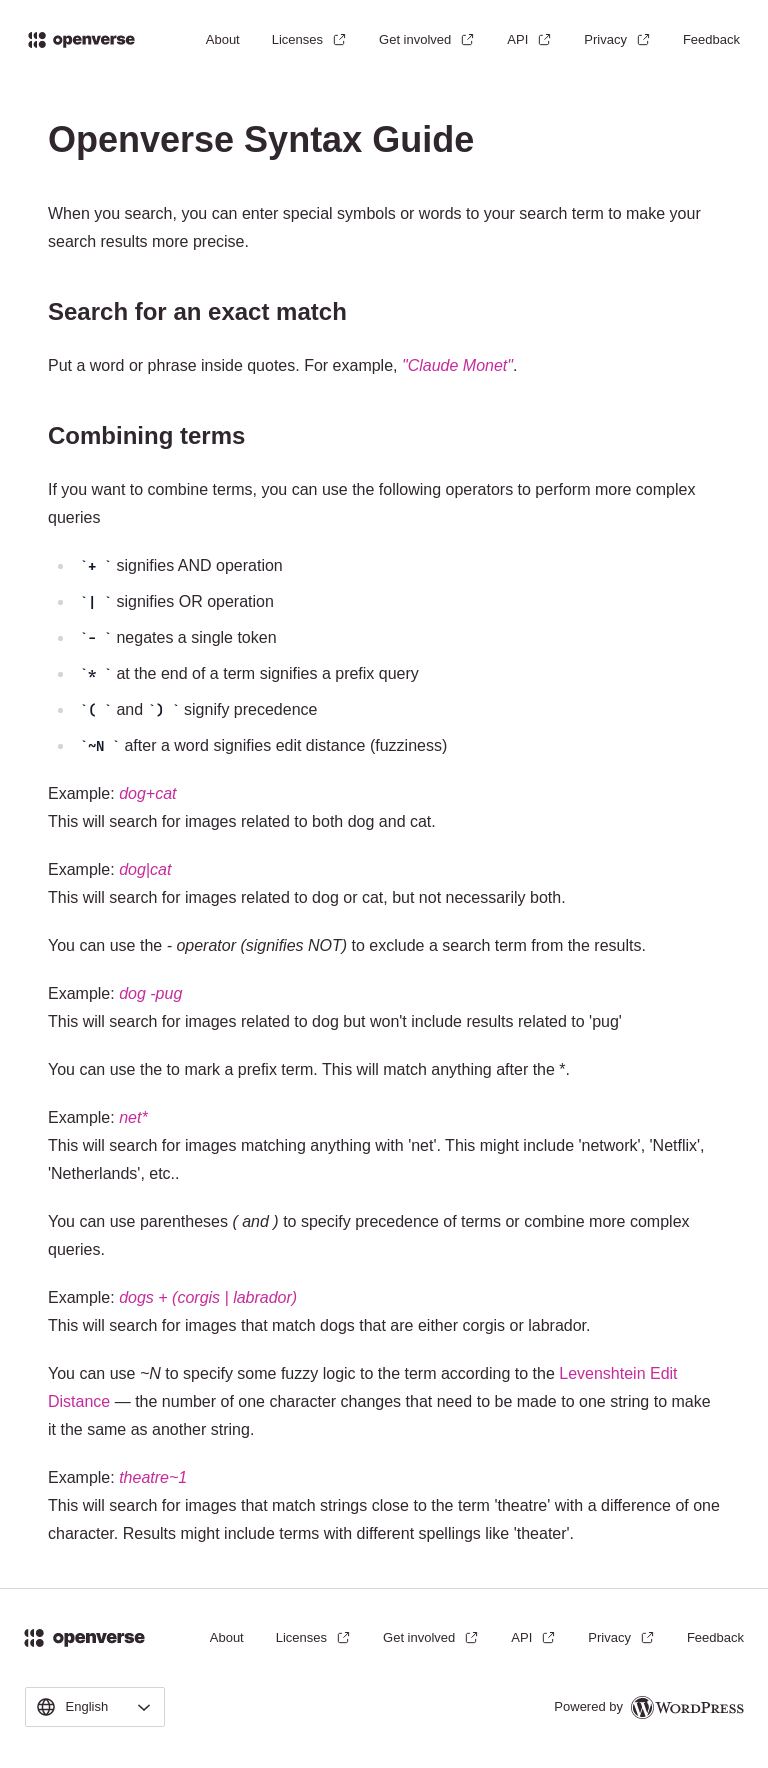 openverse About Licenses Get involved API Privacy Feedback
Openverse Syntax Guide
When you search, you can enter special symbols or words to your search term to make your
search results more precise.
Search for an exact match
Put a word or phrase inside quotes. For example, "Claude Monet".
Combining terms
If you want to combine terms, you can use the following operators to perform more complex
queries
`+ ` signifies AND operation
`| ` signifies OR operation
`- ` negates a single token
`* ` at the end of a term signifies a prefix query
`( ` and `) ` signify precedence
`~N ` after a word signifies edit distance (fuzziness)
Example: dog+cat
This will search for images related to both dog and cat.
Example: dog|cat
This will search for images related to dog or cat, but not necessarily both.
You can use the - operator (signifies NOT) to exclude a search term from the results.
Example: dog -pug
This will search for images related to dog but won't include results related to 'pug'
You can use the to mark a prefix term. This will match anything after the *.
Example: net*
This will search for images matching anything with 'net'. This might include 'network', 'Netflix',
'Netherlands', etc..
You can use parentheses ( and ) to specify precedence of terms or combine more complex
queries.
Example: dogs + (corgis | labrador)
This will search for images that match dogs that are either corgis or labrador.
You can use ~N to specify some fuzzy logic to the term according to the Levenshtein Edit
Distance — the number of one character changes that need to be made to one string to make
it the same as another string.
Example: theatre~1
This will search for images that match strings close to the term 'theatre' with a difference of one
character. Results might include terms with different spellings like 'theater'.
openverse About Licenses Get involved API Privacy Feedback
English Powered by WordPress